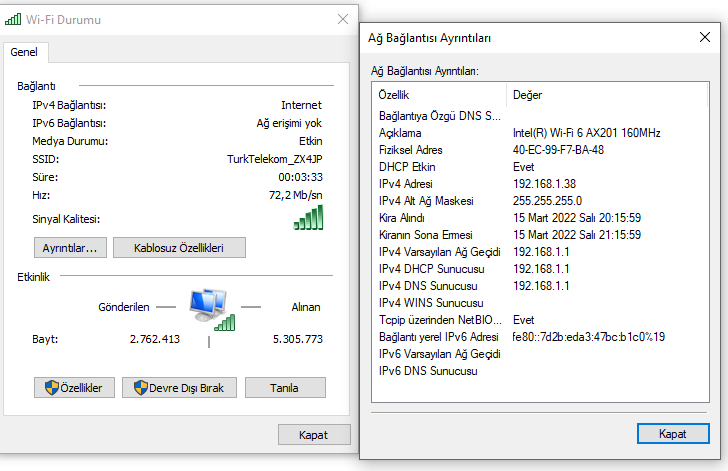 Wi-Fi Durumu
Genel
Bağlantı
IPv4 Bağlantısı: Internet
IPv6 Bağlantısı: Ağ erişimi yok
Medya Durumu: Etkin
SSID: TurkTelekom_ZX4JP
Süre: 00:03:33
Hız: 72,2 Mb/sn
Sinyal Kalitesi:
Ayrıntılar... Kablosuz Özellikleri
Etkinlik
Gönderilen Alınan
Bayt: 2.762.413 5.305.773
Özellikler Devre Dışı Bırak Tanıla
Kapat
Ağ Bağlantısı Ayrıntıları
Ağ Bağlantısı Ayrıntıları:
Özellik Değer
Bağlantıya Özgü DNS S...
Açıklama Intel(R) Wi-Fi 6 AX201 160MHz
Fiziksel Adres 40-EC-99-F7-BA-48
DHCP Etkin Evet
IPv4 Adresi 192.168.1.38
IPv4 Alt Ağ Maskesi 255.255.255.0
Kira Alındı 15 Mart 2022 Salı 20:15:59
Kiranın Sona Ermesi 15 Mart 2022 Salı 21:15:59
IPv4 Varsayılan Ağ Geçidi 192.168.1.1
IPv4 DHCP Sunucusu 192.168.1.1
IPv4 DNS Sunucusu 192.168.1.1
IPv4 WINS Sunucusu
Tcpip üzerinden NetBIO... Evet
Bağlantı yerel IPv6 Adresi fe80::7d2b:eda3:47bc:b1c0%19
IPv6 Varsayılan Ağ Geçidi
IPv6 DNS Sunucusu
Kapat